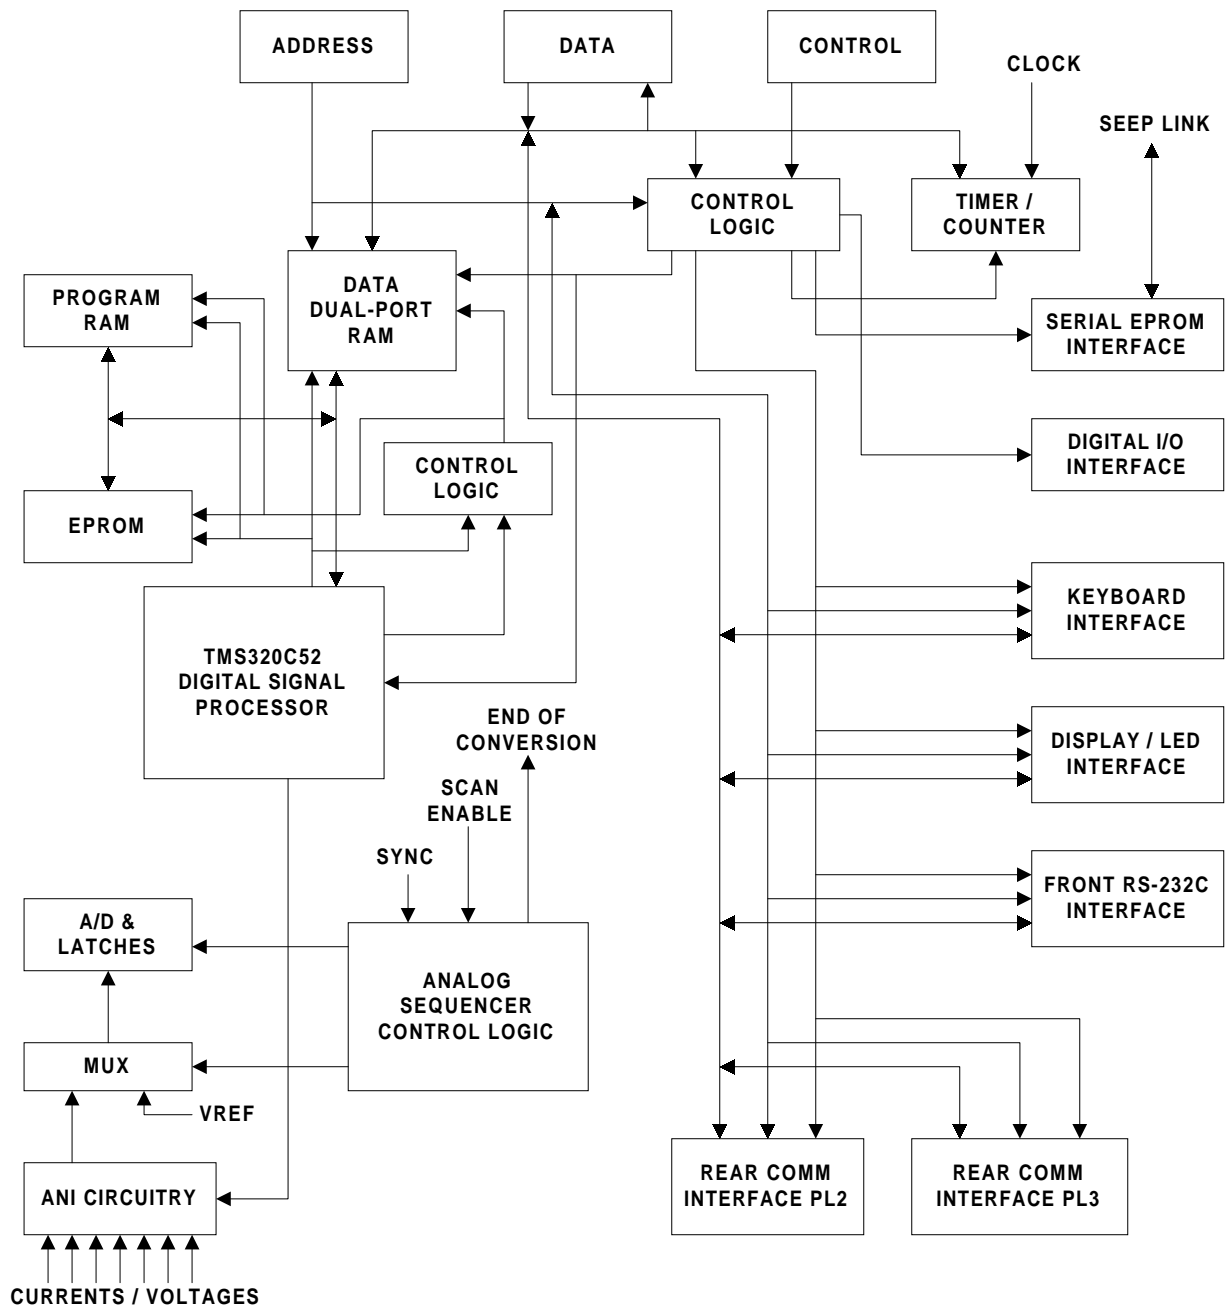 ADDRESS
DATA
CONTROL
CLOCK
SEEP LINK
CONTROL
LOGIC
TIMER /
COUNTER
PROGRAM
RAM
DATA
DUAL-PORT
RAM
SERIAL EPROM
INTERFACE
CONTROL
LOGIC
DIGITAL I/O
INTERFACE
EPROM
KEYBOARD
INTERFACE
TMS320C52
DIGITAL SIGNAL
PROCESSOR
END OF
CONVERSION
DISPLAY / LED
INTERFACE
SCAN
ENABLE
SYNC
FRONT RS-232C
INTERFACE
A/D &
LATCHES
ANALOG
SEQUENCER
CONTROL LOGIC
MUX
VREF
ANI CIRCUITRY
REAR COMM
INTERFACE PL2
REAR COMM
INTERFACE PL3
CURRENTS / VOLTAGES